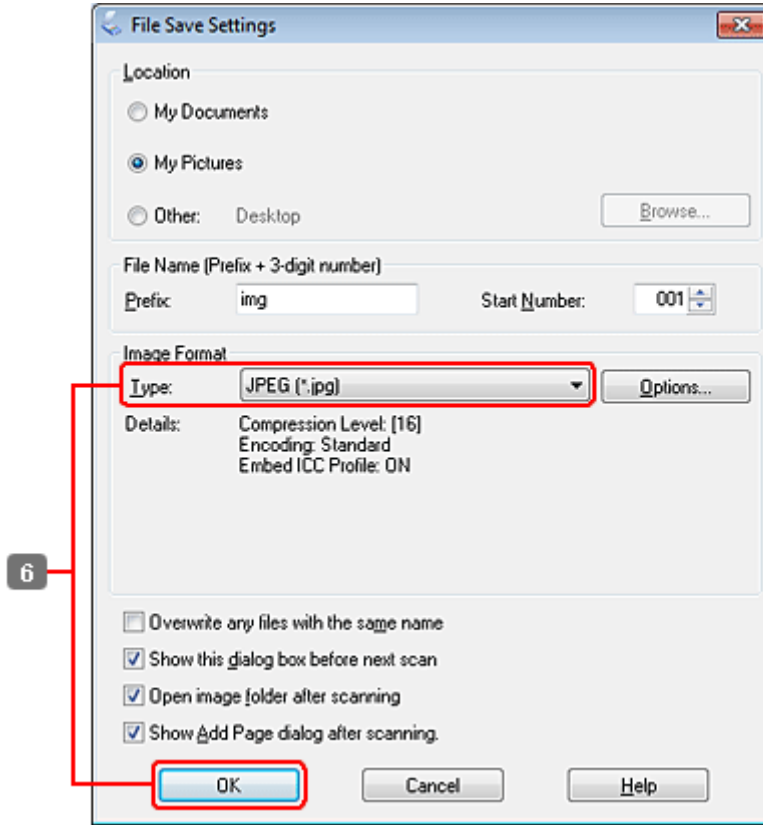 File Save Settings
Location
My Documents
My Pictures
Other: Desktop Browse...
File Name (Prefix + 3-digit number)
Prefix: img Start Number: 001
Image Format
Type: JPEG (*.jpg) Options...
Details: Compression Level: [16]
Encoding: Standard
Embed ICC Profile: ON
6
Overwrite any files with the same name
Show this dialog box before next scan
Open image folder after scanning
Show Add Page dialog after scanning.
OK Cancel Help